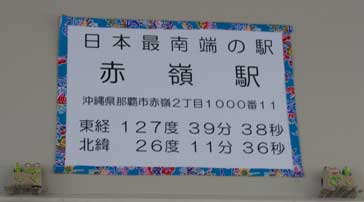 日本最南端の駅
赤嶺駅
沖縄県那覇市赤嶺2丁目1000番11
東経 127度 39分 38秒
北緯 26度 11分 36秒